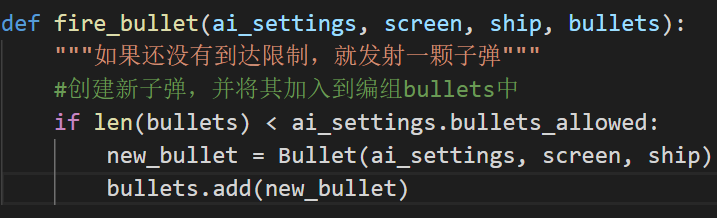 def fire_bullet(ai_settings, screen, ship, bullets):
    """如果还没有到达限制，就发射一颗子弹"""
    #创建新子弹，并将其加入到编组bullets中
    if len(bullets) < ai_settings.bullets_allowed:
        new_bullet = Bullet(ai_settings, screen, ship)
        bullets.add(new_bullet)